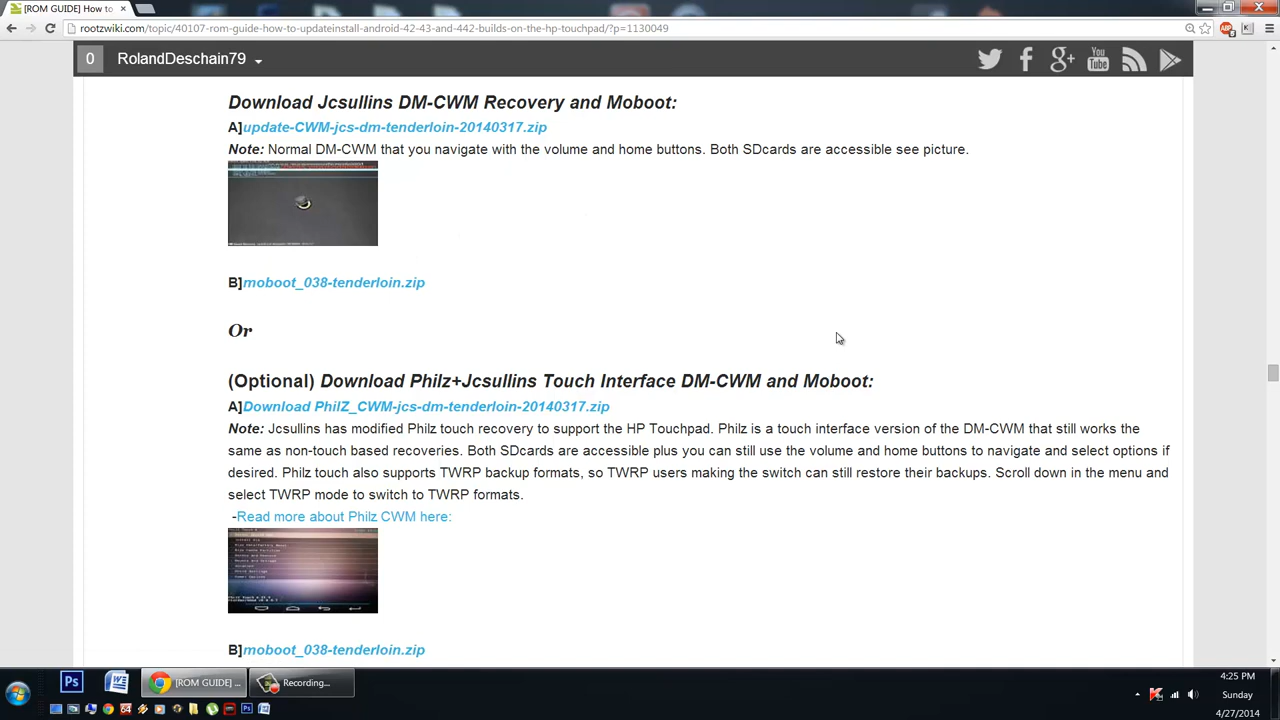 [ROM GUIDE] How to
rootzwiki.com/topic/40107-rom-guide-how-to-updateinstall-android-42-43-and-442-builds-on-the-hp-touchpad/?p=1130049
0 RolandDeschain79
You Tube
Download Jcsullins DM-CWM Recovery and Moboot:
A]update-CWM-jcs-dm-tenderloin-20140317.zip
Note: Normal DM-CWM that you navigate with the volume and home buttons. Both SDcards are accessible see picture.
B]moboot_038-tenderloin.zip
Or
(Optional) Download Philz+Jcsullins Touch Interface DM-CWM and Moboot:
A]Download PhilZ_CWM-jcs-dm-tenderloin-20140317.zip
Note: Jcsullins has modified Philz touch recovery to support the HP Touchpad. Philz is a touch interface version of the DM-CWM that still works the
same as non-touch based recoveries. Both SDcards are accessible plus you can still use the volume and home buttons to navigate and select options if
desired. Philz touch also supports TWRP backup formats, so TWRP users making the switch can still restore their backups. Scroll down in the menu and
select TWRP mode to switch to TWRP formats.
-Read more about Philz CWM here:
B]moboot_038-tenderloin.zip
Ps
[ROM GUIDE] ...
Recording...
4:25 PM
Sunday
4/27/2014